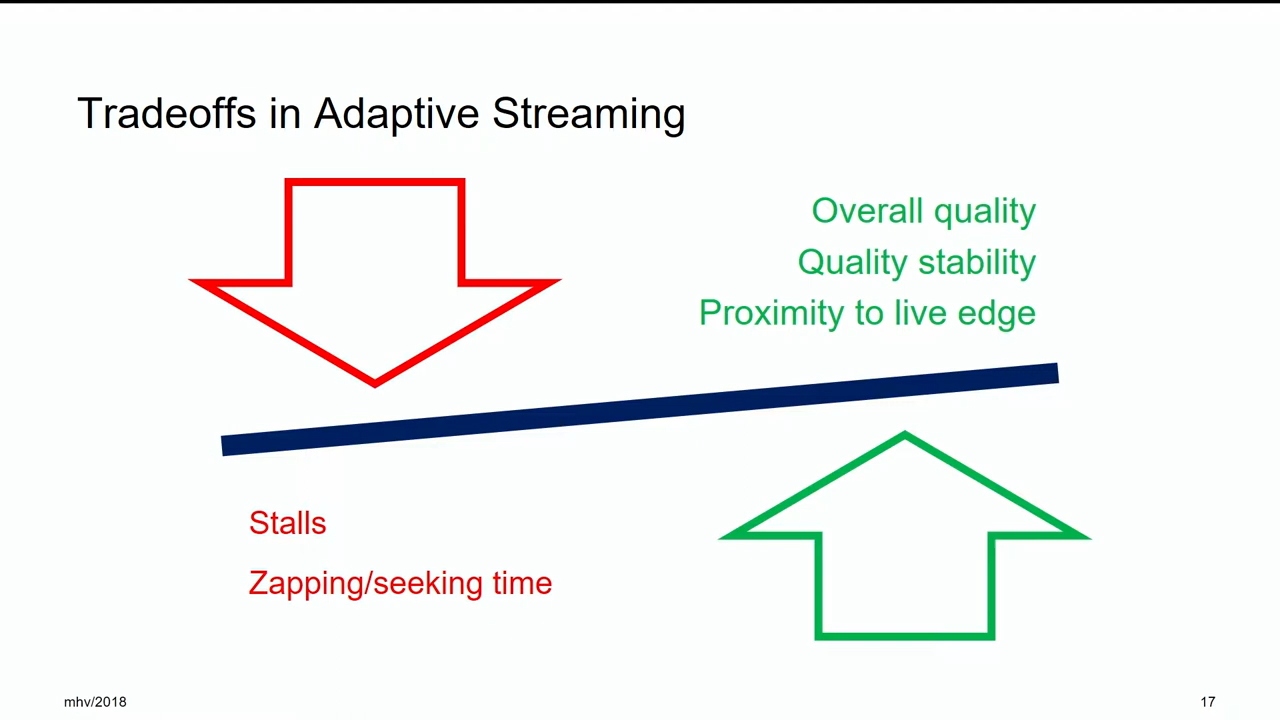 Tradeoffs in Adaptive Streaming
Overall quality
Quality stability
Proximity to live edge
Stalls
Zapping/seeking time
mhv/2018
17